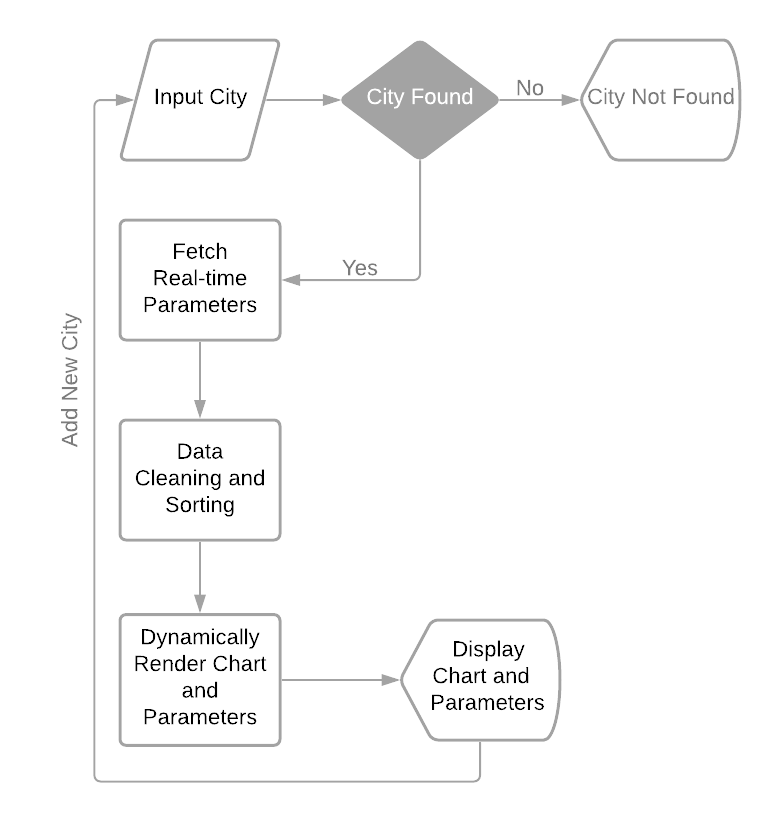 Input City
City Found
No
City Not Found
Fetch
Real-time
Parameters
Yes
Add New City
Data
Cleaning and
Sorting
Dynamically
Render Chart
and
Parameters
Display
Chart and
Parameters